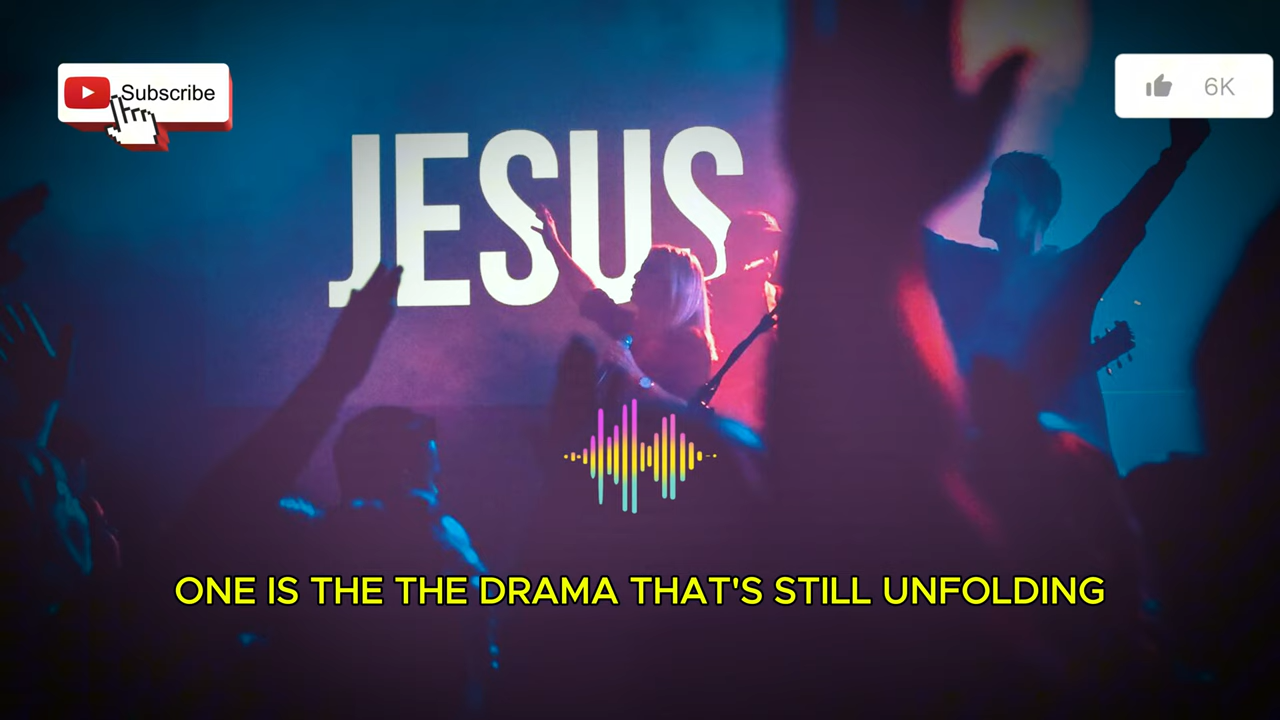 Subscribe
6K
JESUS
ONE IS THE THE DRAMA THAT'S STILL UNFOLDING